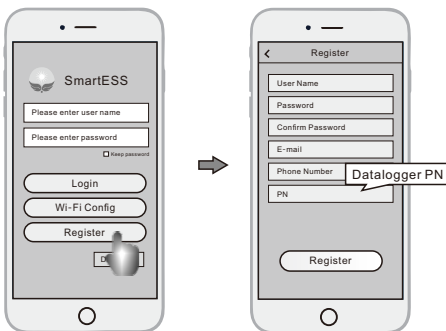 SmartESS
Please enter user name
Please enter password
Keep password
Login
Wi-Fi Config
Register
Register
User Name
Password
Confirm Password
E-mail
Phone Number
Datalogger PN
PN
Register